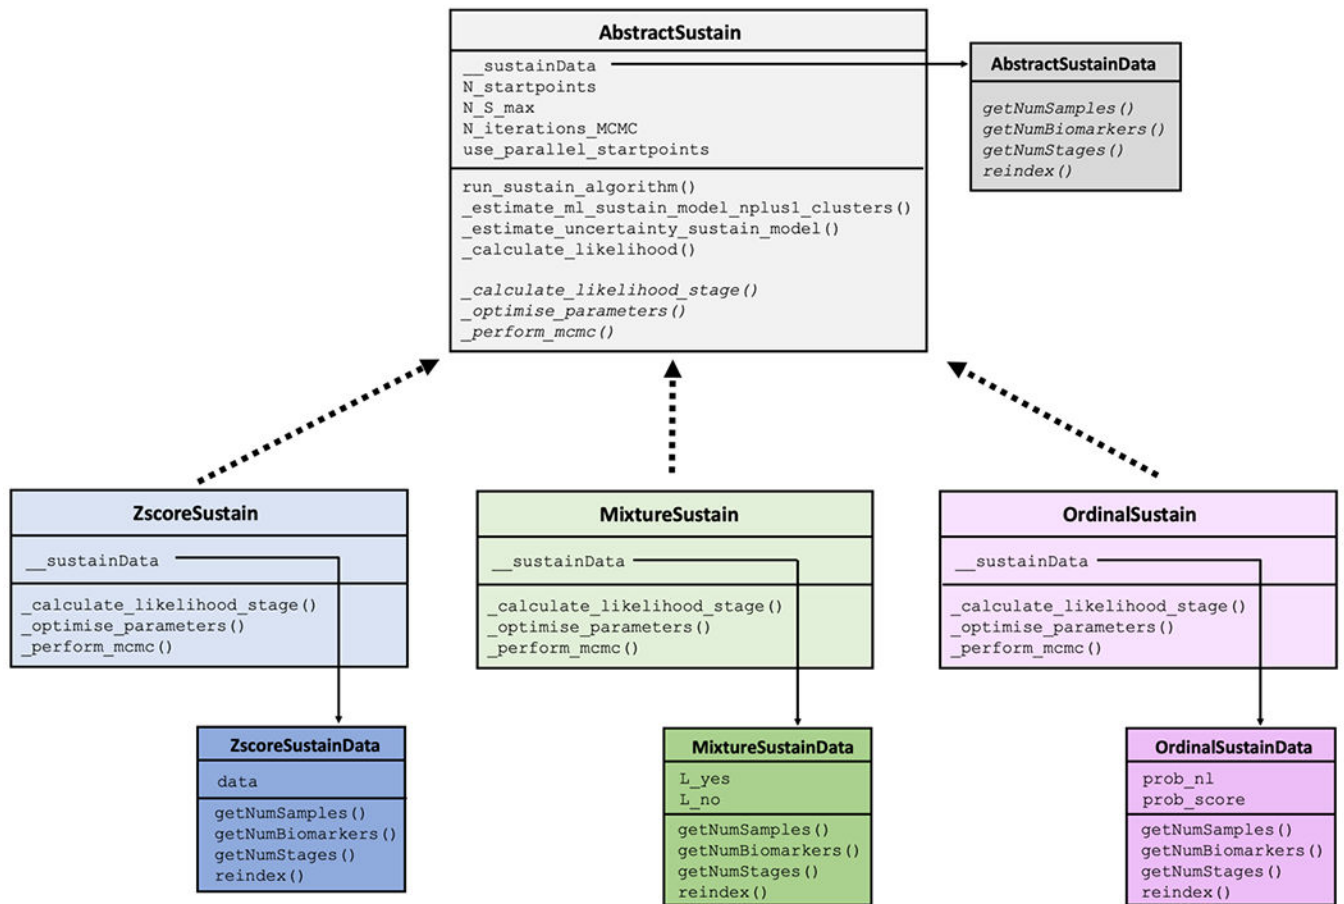 AbstractSustain
__sustainData
N_startpoints
N_S_max
N_iterations_MCMC
use_parallel_startpoints
run_sustain_algorithm()
_estimate_ml_sustain_model_nplus1_clusters()
_estimate_uncertainty_sustain_model()
_calculate_likelihood()
_calculate_likelihood_stage()
_optimise_parameters()
_perform_mcmc()
AbstractSustainData
getNumSamples()
getNumBiomarkers()
getNumStages()
reindex()
ZscoreSustain
__sustainData
_calculate_likelihood_stage()
_optimise_parameters()
_perform_mcmc()
MixtureSustain
__sustainData
_calculate_likelihood_stage()
_optimise_parameters()
_perform_mcmc()
OrdinalSustain
__sustainData
_calculate_likelihood_stage()
_optimise_parameters()
_perform_mcmc()
ZscoreSustainData
data
getNumSamples()
getNumBiomarkers()
getNumStages()
reindex()
MixtureSustainData
L_yes
L_no
getNumSamples()
getNumBiomarkers()
getNumStages()
reindex()
OrdinalSustainData
prob_nl
prob_score
getNumSamples()
getNumBiomarkers()
getNumStages()
reindex()